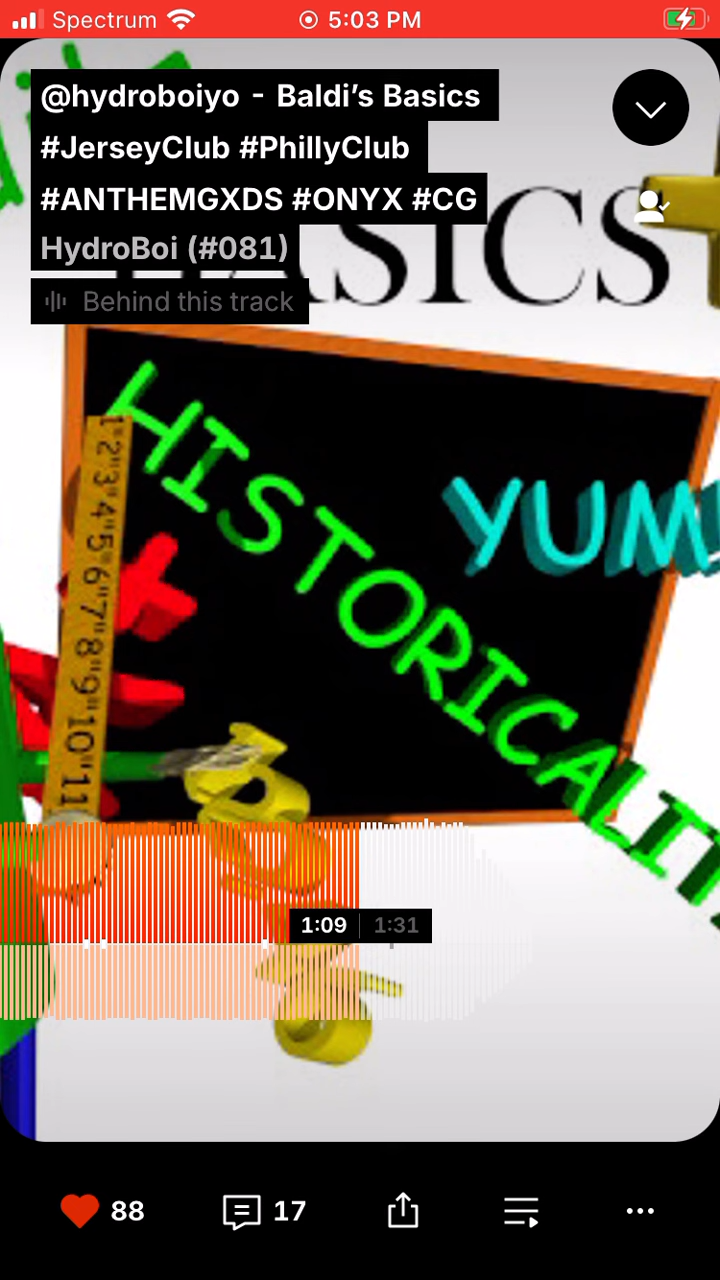 Spectrum 5:03 PM
@hydroboiyo - Baldi’s Basics
#JerseyClub #PhillyClub
#ANTHEMGXDS #ONYX #CG
HydroBoi (#081)
Behind this track
BASICS
HISTORICALIT
YUM
1" 2" 3" 4" 5" 6" 7" 8" 9" 10" 11
1:09 1:31
88 17